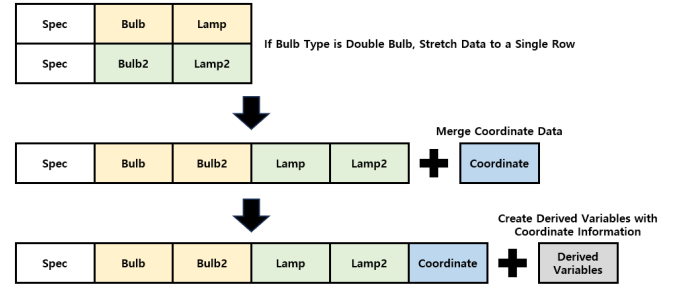 Spec Bulb Lamp
If Bulb Type is Double Bulb, Stretch Data to a Single Row
Spec Bulb2 Lamp2
Merge Coordinate Data
Spec Bulb Bulb2 Lamp Lamp2 Coordinate
Create Derived Variables with
Coordinate Information
Spec Bulb Bulb2 Lamp Lamp2 Coordinate Derived
Variables